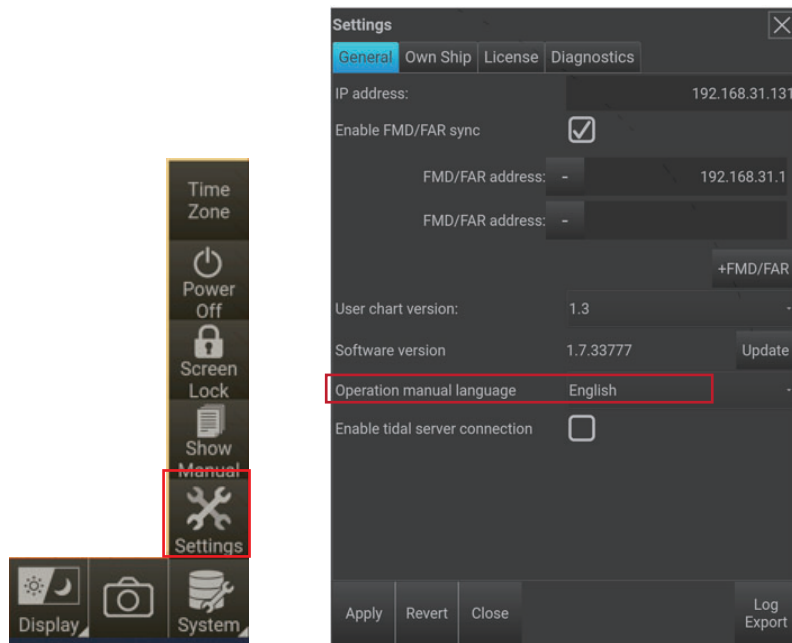 Time
Zone
Power
Off
Screen
Lock
Show
Manual
Settings
Display
System
Settings
General Own Ship License Diagnostics
IP address: 192.168.31.131
Enable FMD/FAR sync
FMD/FAR address: - 192.168.31.1
FMD/FAR address: -
+FMD/FAR
User chart version: 1.3 -
Software version 1.7.33777 Update
Operation manual language English -
Enable tidal server connection
Apply Revert Close Log
Export